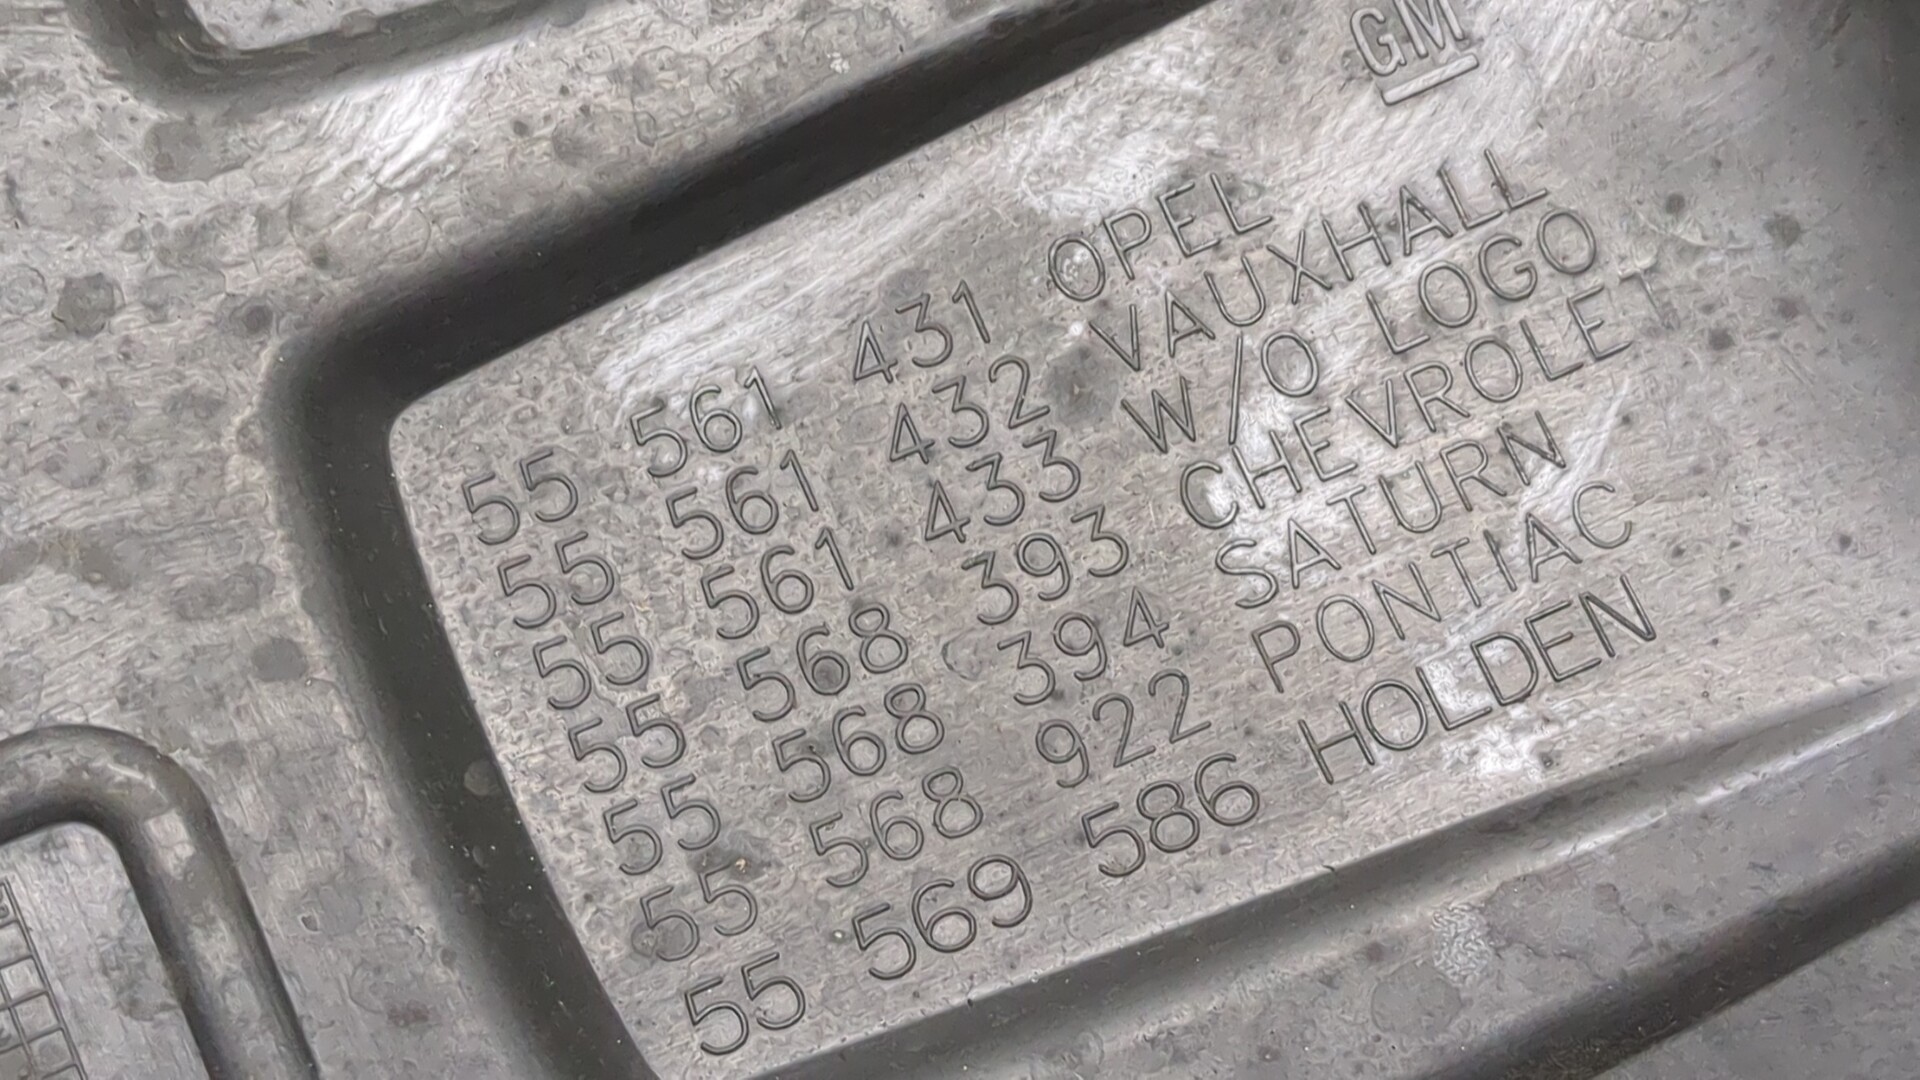 GM
55 561 431 OPEL
55 561 432 VAUXHALL
55 561 433 W/O LOGO
55 568 393 CHEVROLET
55 568 394 SATURN
55 568 922 PONTIAC
55 569 586 HOLDEN